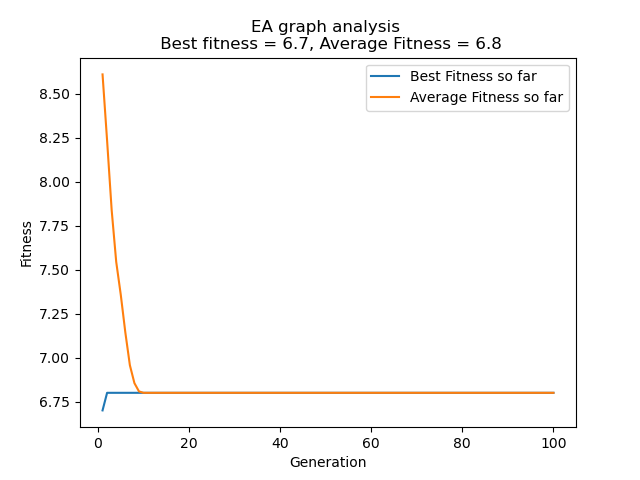 EA graph analysis
Best fitness = 6.7, Average Fitness = 6.8
Best Fitness so far
Average Fitness so far
8.50
8.25
8.00
7.75
7.50
7.25
7.00
6.75
Fitness
0 20 40 60 80 100
Generation